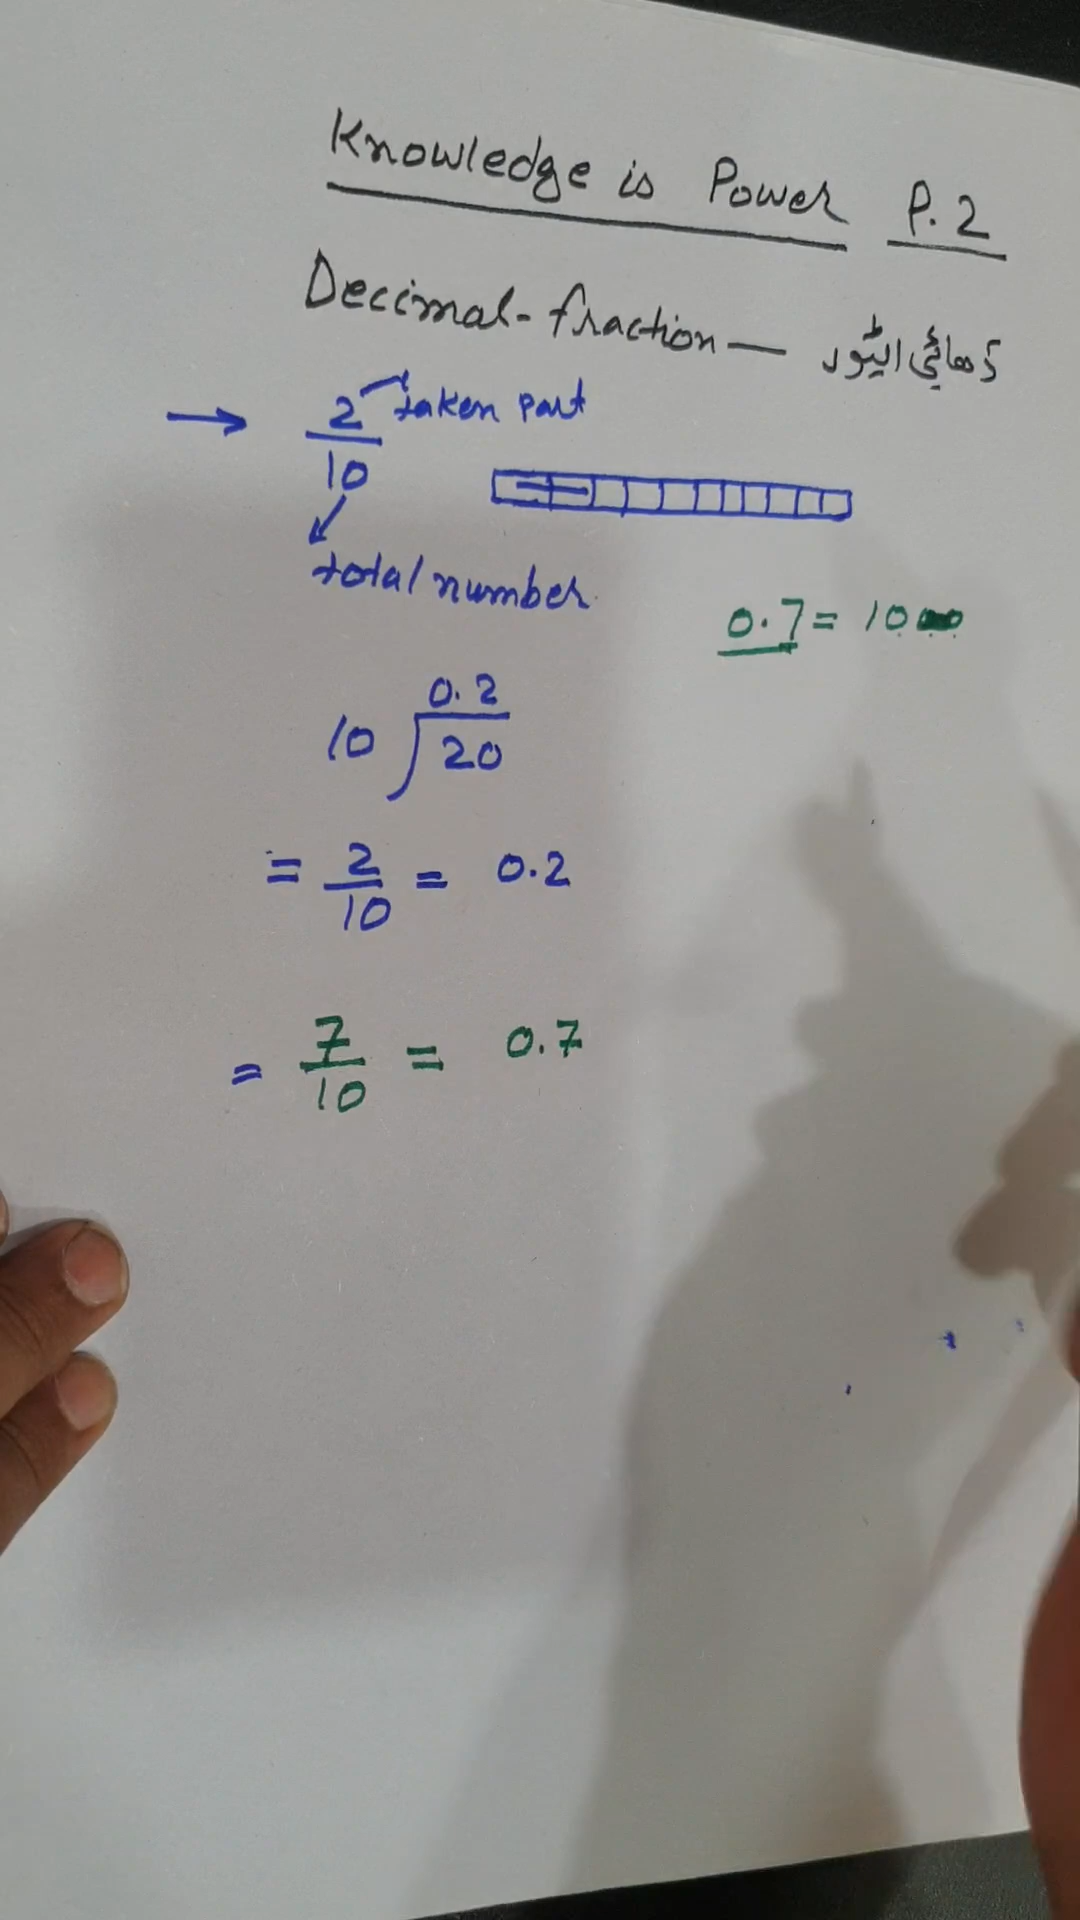 Knowledge is Power P.2
Decimal-fraction — ڈھائی ایٹور
→ 2/10 taken part
total number
0.7 = 10
0.2
10 20
= 2/10 = 0.2
= 7/10 = 0.7